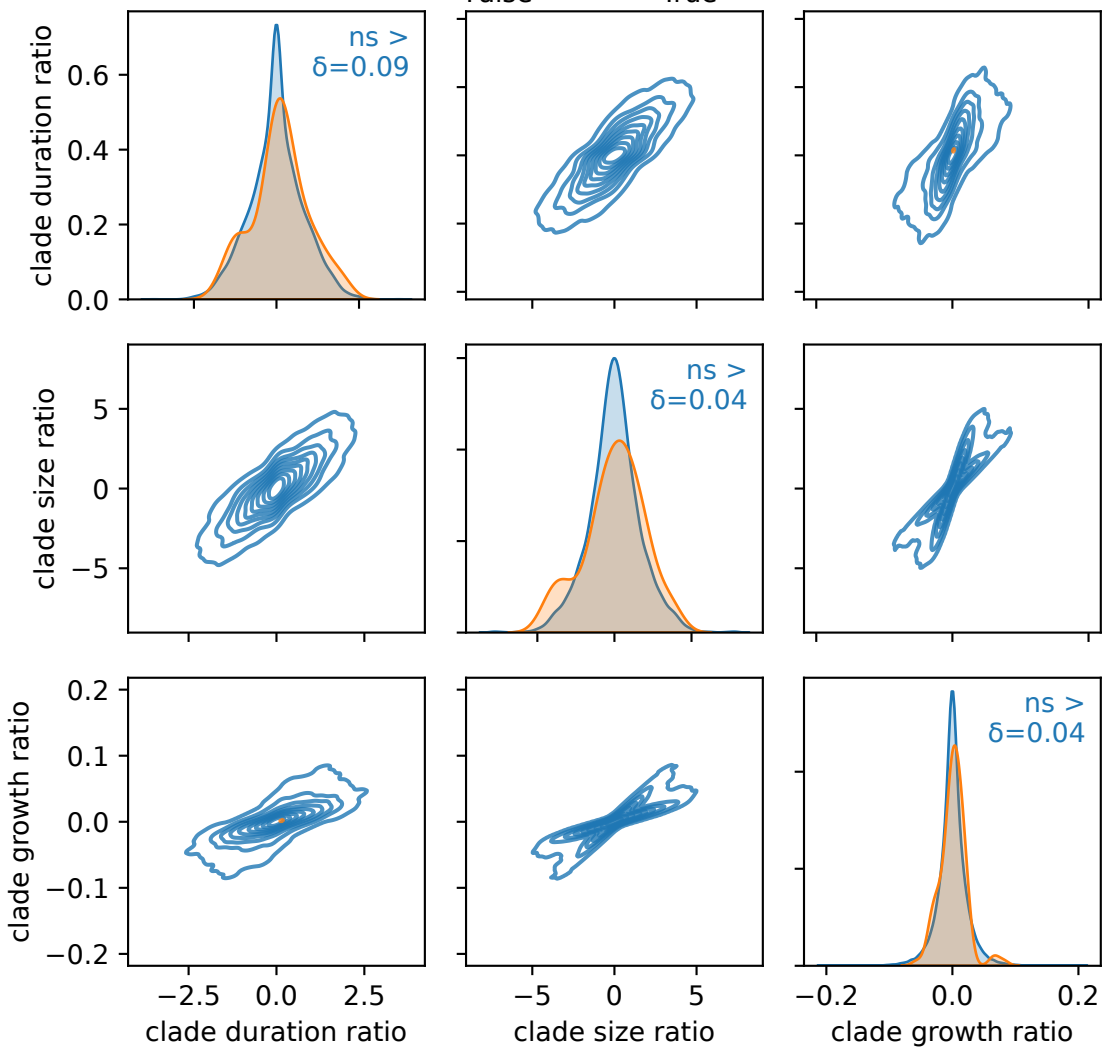 clade duration ratio
0.6
0.4
0.2
0.0
ns >
δ=0.09
clade size ratio
5
0
−5
ns >
δ=0.04
clade growth ratio
0.2
0.1
0.0
−0.1
−0.2
ns >
δ=0.04
−2.5 0.0 2.5
clade duration ratio
−5 0 5
clade size ratio
−0.2 0.0 0.2
clade growth ratio